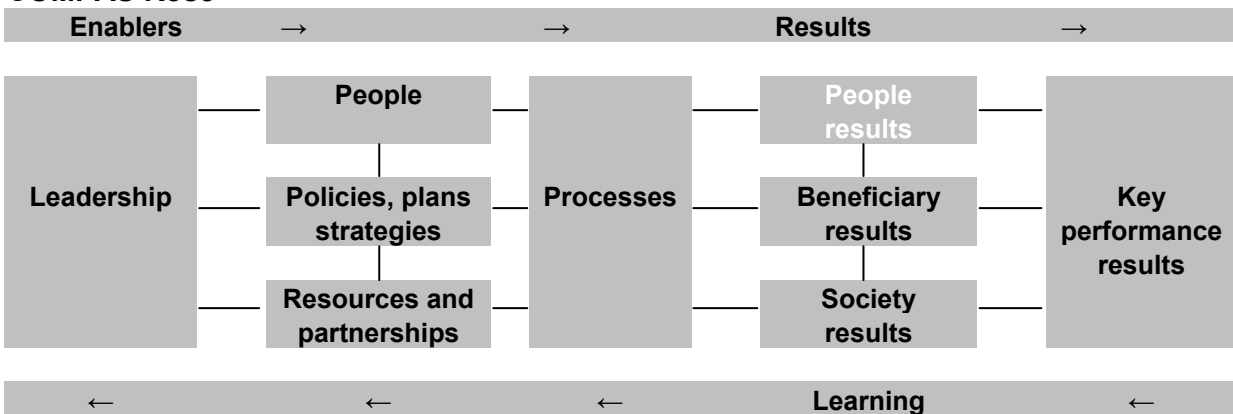 Enablers → → Results →
People
People
results
Leadership
Policies, plans
strategies
Processes
Beneficiary
results
Key
performance
results
Resources and
partnerships
Society
results
← ← ← Learning ←